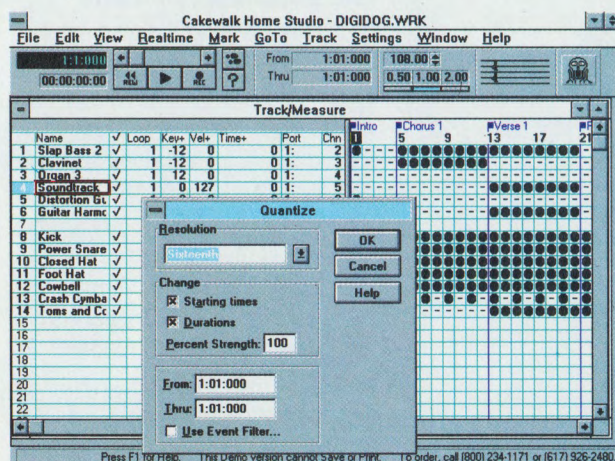 Cakewalk Home Studio - DIGIDOG.WRK
File Edit View Realtime Mark GoTo Track Settings Window Help
1:1:000 From 1:01:000 108.00
00:00:00:00 REW REC ? Thru 1:01:000 0.50 1.00 2.00
Track/Measure
Intro Chorus 1 Verse 1
Name ✓ Loop Key+ Vel+ Time+ Port Chn 1 5 9 13 17 21
1 Slap Bass 2 ✓ 1 -12 0 0 1: 2
2 Clavinet ✓ 1 -12 0 0 1: 3
3 Organ 3 ✓ 1 12 0 0 1: 4
4 Soundtrack ✓ 1 0 127 0 1: 5
5 Distortion Gu ✓
6 Guitar Harmc ✓
7
8 Kick ✓
9 Power Snare ✓
10 Closed Hat ✓
11 Foot Hat ✓
12 Cowbell ✓
13 Crash Cymba ✓
14 Toms and Cc ✓
15
16
17
18
19
20
21
22
Quantize
Resolution
Sixteenth
OK
Cancel
Help
Change
Starting times
Durations
Percent Strength: 100
From: 1:01:000
Thru: 1:01:000
Use Event Filter...
Press F1 for Help. This Demo version cannot Save or Print. To order, call (800) 234-1171 or (617) 926-2480